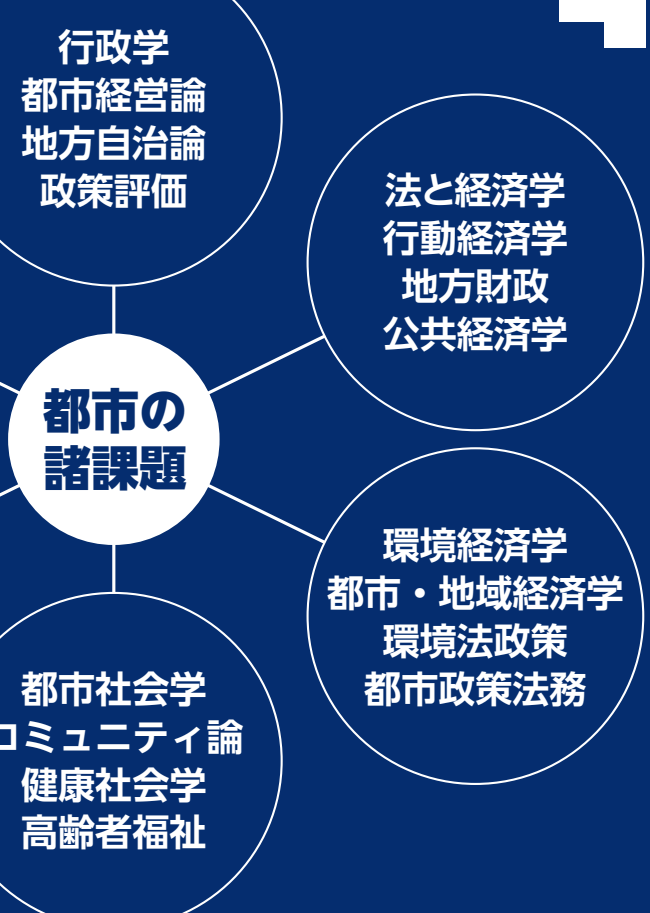 行政学
都市経営論
地方自治論
政策評価
法と経済学
行動経済学
地方財政
公共経済学
都市の
諸課題
環境経済学
都市・地域経済学
環境法政策
都市政策法務
都市社会学
コミュニティ論
健康社会学
高齢者福祉